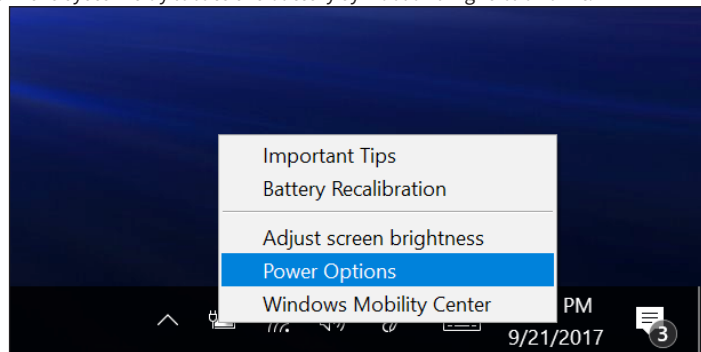 Important Tips
Battery Recalibration
Adjust screen brightness
Power Options
Windows Mobility Center
PM
9/21/2017
3